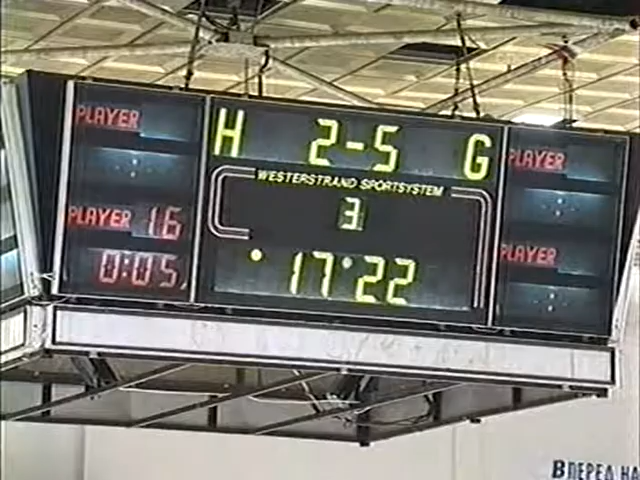 PLAYER
PLAYER 16
0:05
H 2-5 G
WESTERSTRAND SPORTSYSTEM
3
17:22
PLAYER
PLAYER
ВПЕРЕД НА